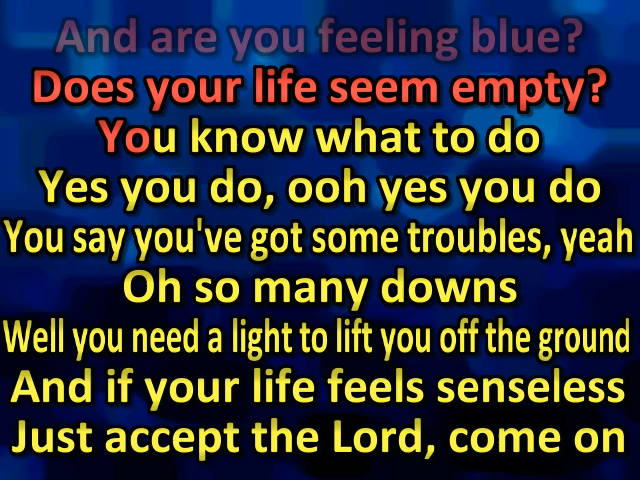 And are you feeling blue?
Does your life seem empty?
You know what to do
Yes you do, ooh yes you do
You say you've got some troubles, yeah
Oh so many downs
Well you need a light to lift you off the ground
And if your life feels senseless
Just accept the Lord, come on